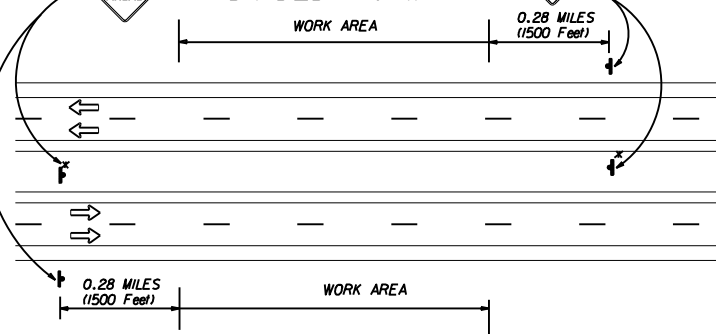 0.28 MILES
(1500 Feet)
WORK AREA
x
x
0.28 MILES
(1500 Feet)
WORK AREA